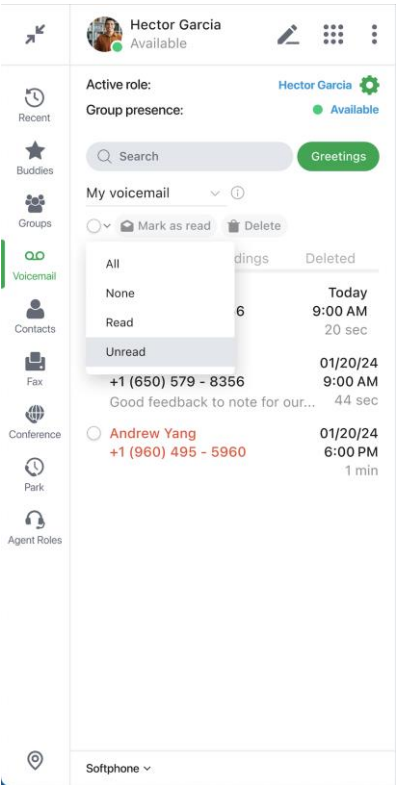 Hector Garcia
Available
Active role: Hector Garcia
Group presence: Available
Recent
Search
Greetings
Buddies
My voicemail
Groups
Mark as read Delete
All
None
Read
Unread
dings Deleted
Voicemail
Today
6 9:00 AM
20 sec
Contacts
01/20/24
+1 (650) 579 - 8356 9:00 AM
Good feedback to note for our... 44 sec
Fax
Andrew Yang 01/20/24
+1 (960) 495 - 5960 6:00 PM
1 min
Conference
Park
Agent Roles
Softphone